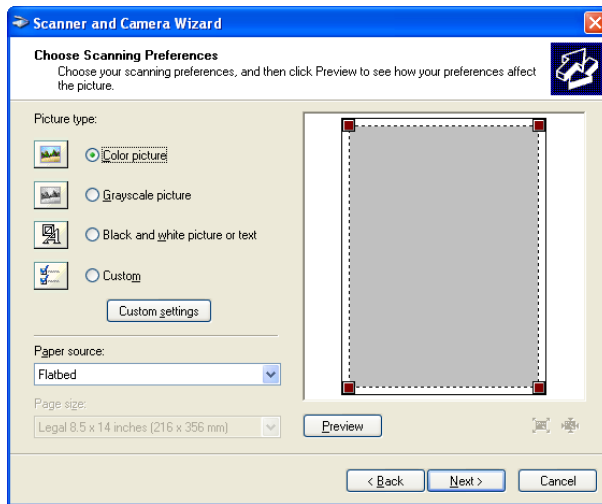 Scanner and Camera Wizard
Choose Scanning Preferences
Choose your scanning preferences, and then click Preview to see how your preferences affect
the picture.
Picture type:
Color picture
Grayscale picture
Black and white picture or text
Custom
Custom settings
Paper source:
Flatbed
Page size:
Legal 8.5 x 14 inches (216 x 356 mm)
Preview
< Back
Next >
Cancel